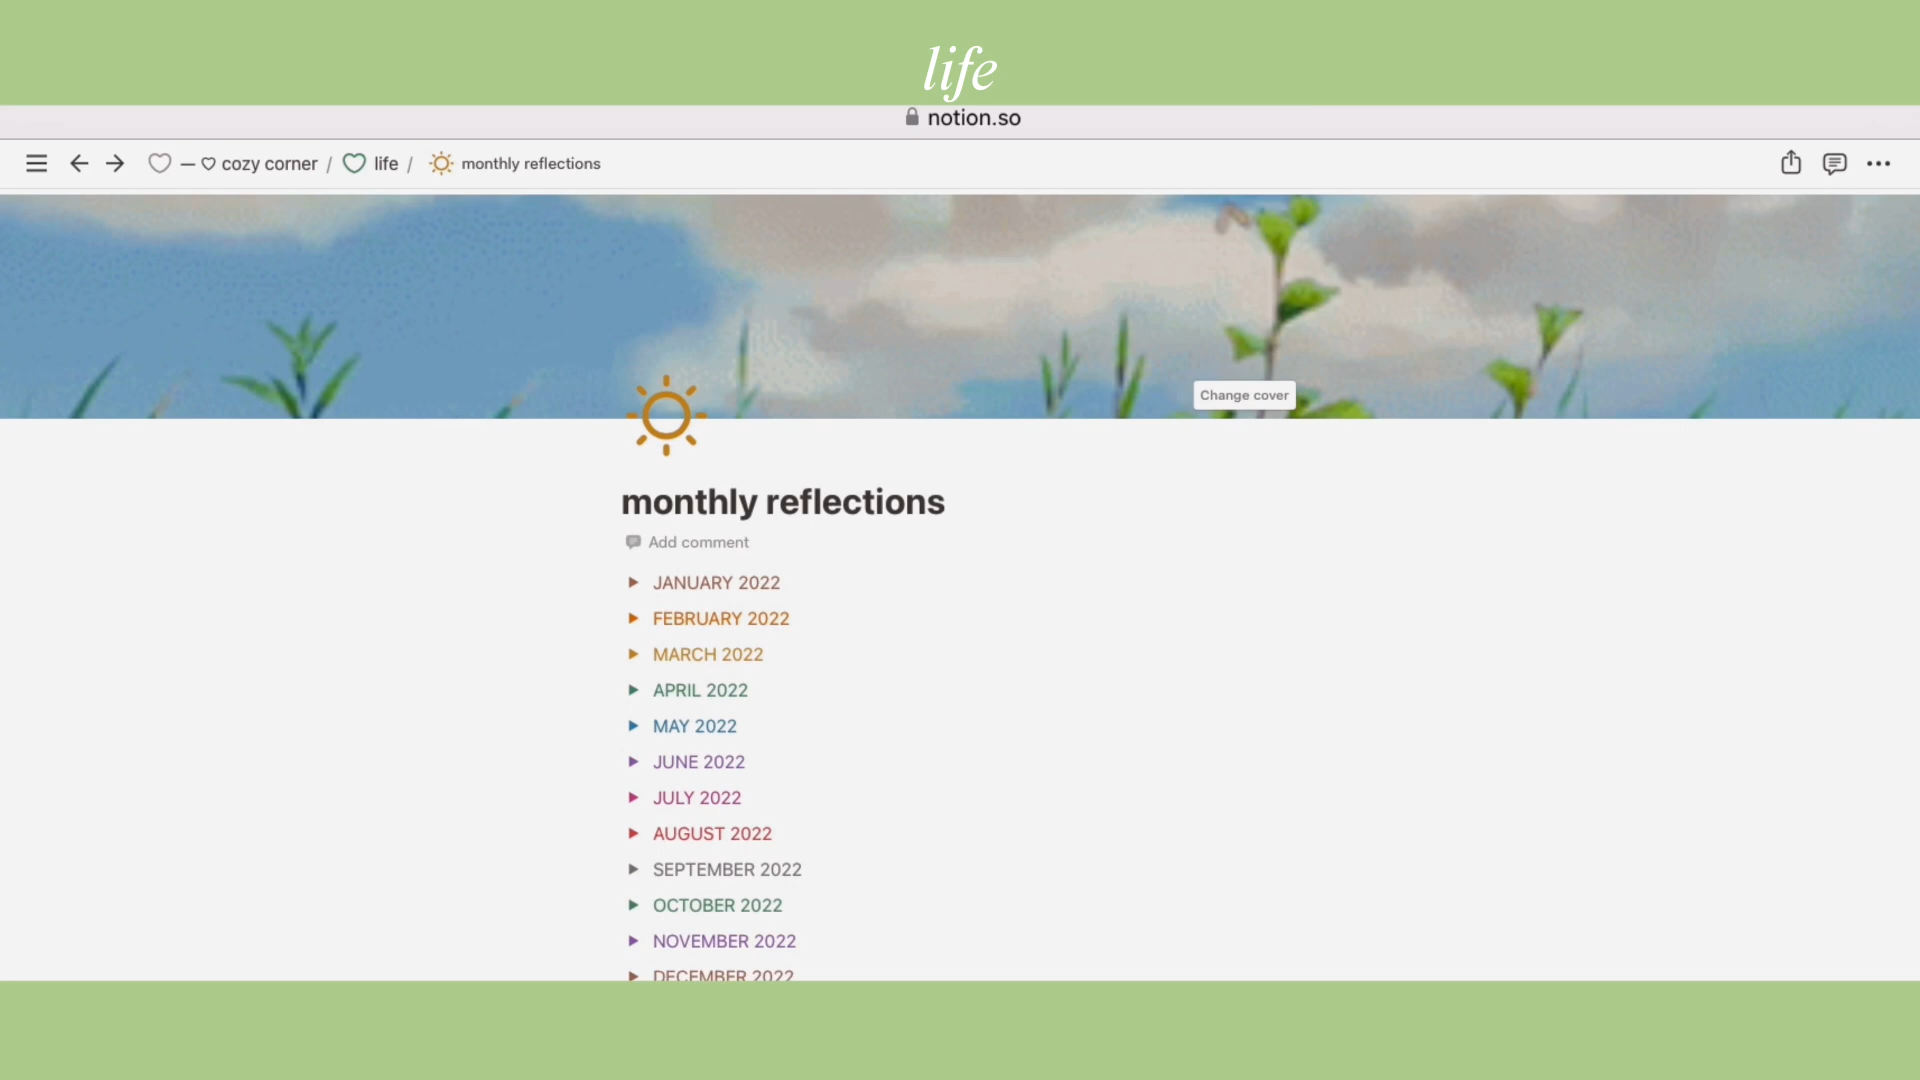 life
notion.so
— ♡ cozy corner / life / monthly reflections
Change cover
monthly reflections
Add comment
JANUARY 2022
FEBRUARY 2022
MARCH 2022
APRIL 2022
MAY 2022
JUNE 2022
JULY 2022
AUGUST 2022
SEPTEMBER 2022
OCTOBER 2022
NOVEMBER 2022
DECEMBER 2022